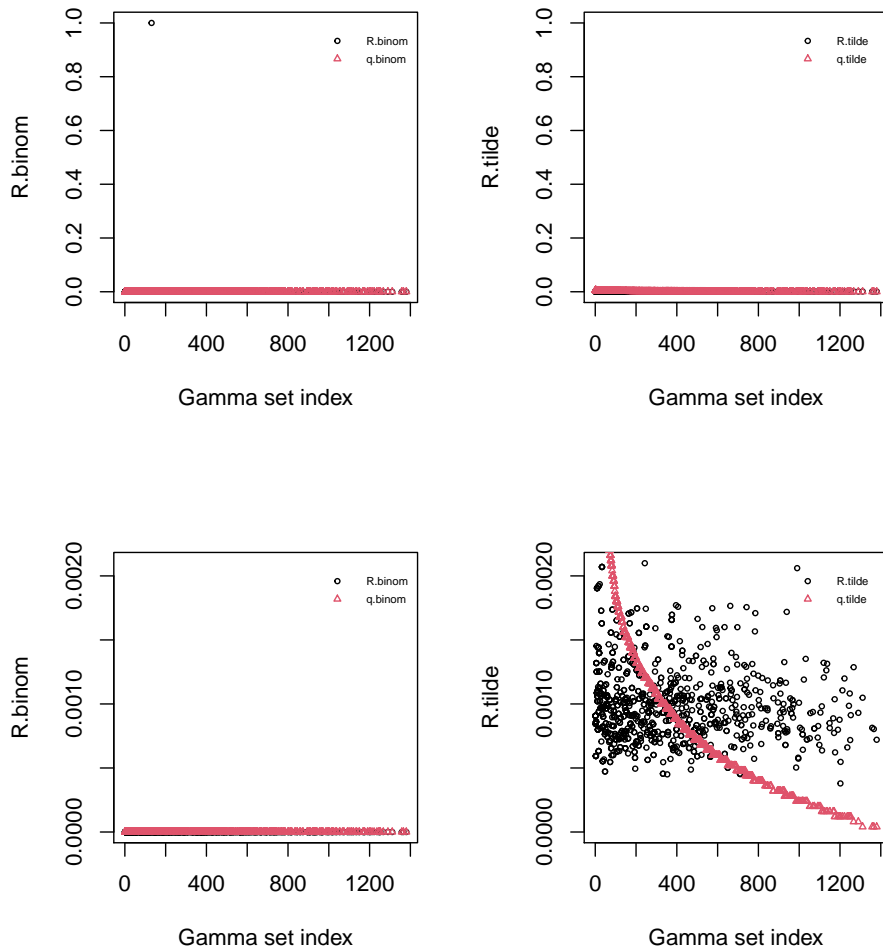 R.binom
1.0
0.8
0.6
0.4
0.2
0.0
R.binom
q.binom
0 400 800 1200
Gamma set index
R.tilde
1.0
0.8
0.6
0.4
0.2
0.0
R.tilde
q.tilde
0 400 800 1200
Gamma set index
R.binom
0.0020
0.0010
0.0000
R.binom
q.binom
0 400 800 1200
Gamma set index
R.tilde
0.0020
0.0010
0.0000
R.tilde
q.tilde
0 400 800 1200
Gamma set index